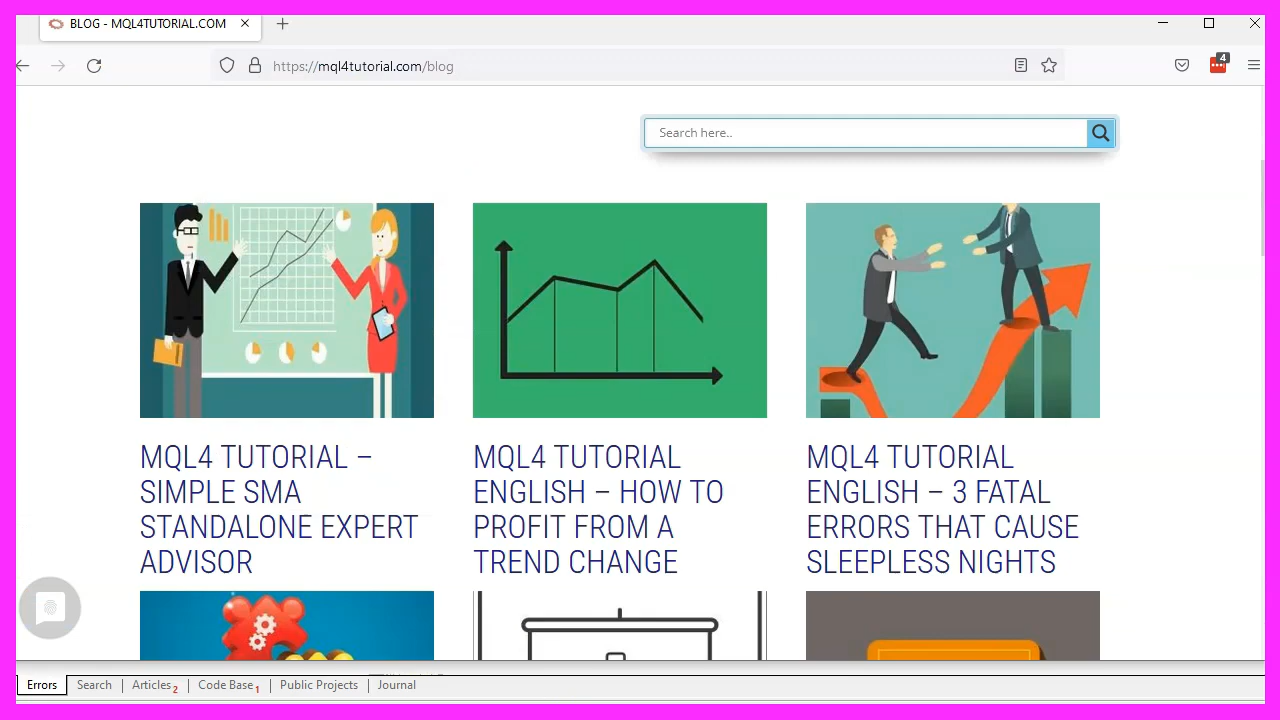 BLOG - MQL4TUTORIAL.COM
https://mql4tutorial.com/blog
4
Search here..
MQL4 TUTORIAL – SIMPLE SMA STANDALONE EXPERT ADVISOR
MQL4 TUTORIAL ENGLISH – HOW TO PROFIT FROM A TREND CHANGE
MQL4 TUTORIAL ENGLISH – 3 FATAL ERRORS THAT CAUSE SLEEPLESS NIGHTS
Errors Search Articles 2 Code Base 1 Public Projects Journal